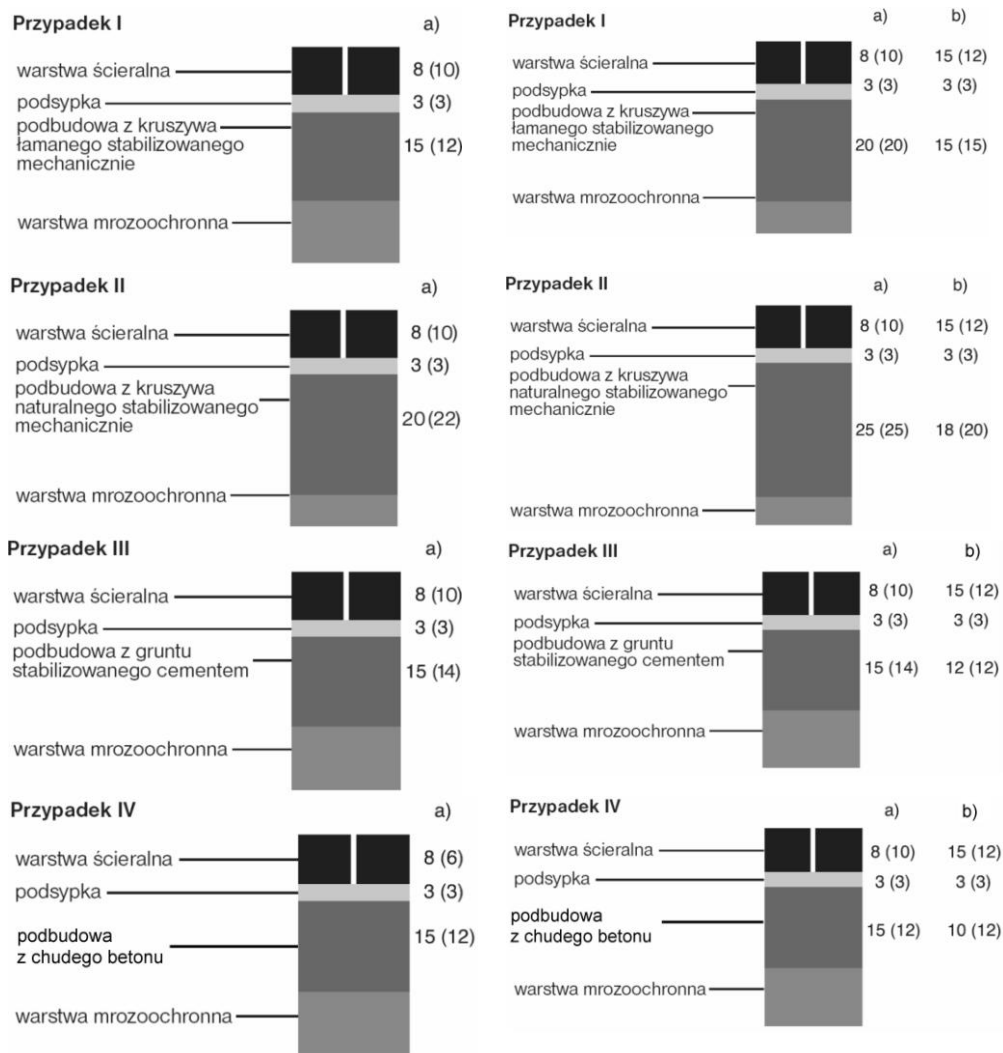 Przypadek I a)
warstwa ścieralna 8 (10)
podsypka 3 (3)
podbudowa z kruszywa
łamanego stabilizowanego 15 (12)
mechanicznie
warstwa mrozoochronna
Przypadek II a)
warstwa ścieralna 8 (10)
podsypka 3 (3)
podbudowa z kruszywa
naturalnego stabilizowanego
mechanicznie 20 (22)
warstwa mrozoochronna
Przypadek III a)
warstwa ścieralna 8 (10)
podsypka 3 (3)
podbudowa z gruntu
stabilizowanego cementem 15 (14)
warstwa mrozoochronna
Przypadek IV a)
warstwa ścieralna 8 (6)
podsypka 3 (3)
podbudowa 15 (12)
z chudego betonu
warstwa mrozoochronna
Przypadek I a) b)
warstwa ścieralna 8 (10) 15 (12)
podsypka 3 (3) 3 (3)
podbudowa z kruszywa
łamanego stabilizowanego
mechanicznie 20 (20) 15 (15)
warstwa mrozoochronna
Przypadek II a) b)
warstwa ścieralna 8 (10) 15 (12)
podsypka 3 (3) 3 (3)
podbudowa z kruszywa
naturalnego stabilizowanego
mechanicznie
25 (25) 18 (20)
warstwa mrozoochronna
Przypadek III a) b)
warstwa ścieralna 8 (10) 15 (12)
podsypka 3 (3) 3 (3)
podbudowa z gruntu
stabilizowanego cementem 15 (14) 12 (12)
warstwa mrozoochronna
Przypadek IV a) b)
warstwa ścieralna 8 (10) 15 (12)
podsypka 3 (3) 3 (3)
podbudowa
z chudego betonu 15 (12) 10 (12)
warstwa mrozoochronna